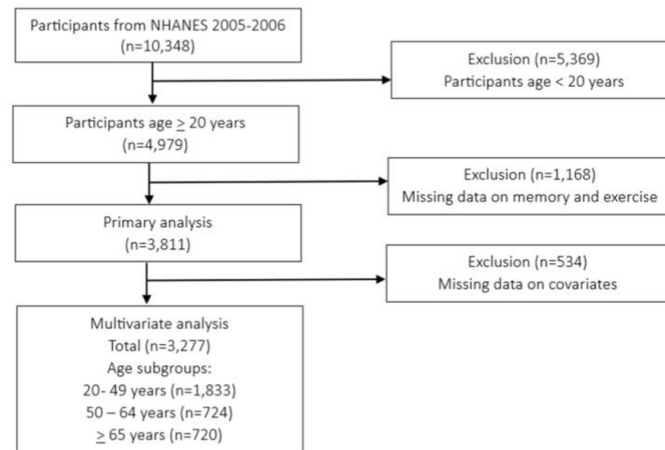 Participants from NHANES 2005-2006
(n=10,348)
Exclusion (n=5,369)
Participants age < 20 years
Participants age ≥ 20 years
(n=4,979)
Exclusion (n=1,168)
Missing data on memory and exercise
Primary analysis
(n=3,811)
Exclusion (n=534)
Missing data on covariates
Multivariate analysis
Total (n=3,277)
Age subgroups:
20- 49 years (n=1,833)
50 – 64 years (n=724)
≥ 65 years (n=720)